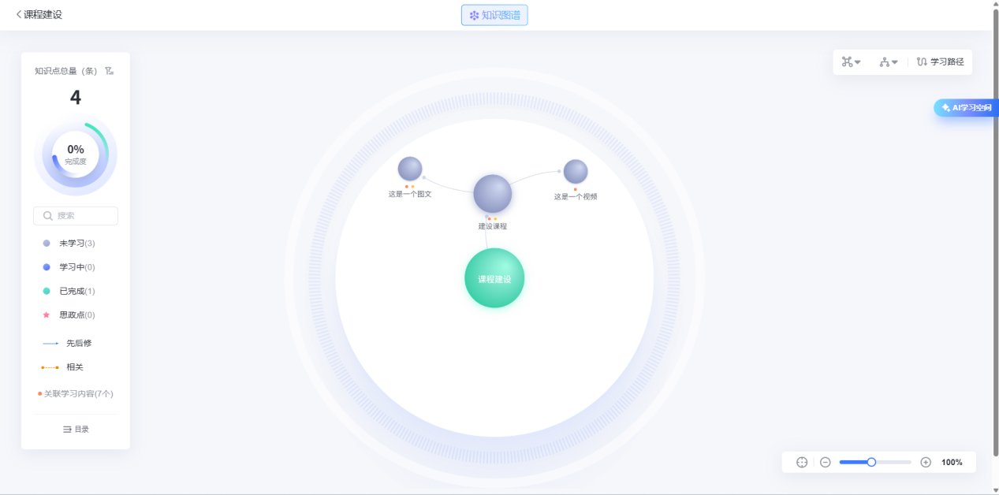 课程建设
知识图谱
知识点总量（条）
4
0%
完成度
搜索
未学习(3)
学习中(0)
已完成(1)
思政点(0)
先后修
相关
关联学习内容(7个)
目录
这是一个图文
这是一个视频
建设课程
课程建设
学习路径
AI学习空间
100%